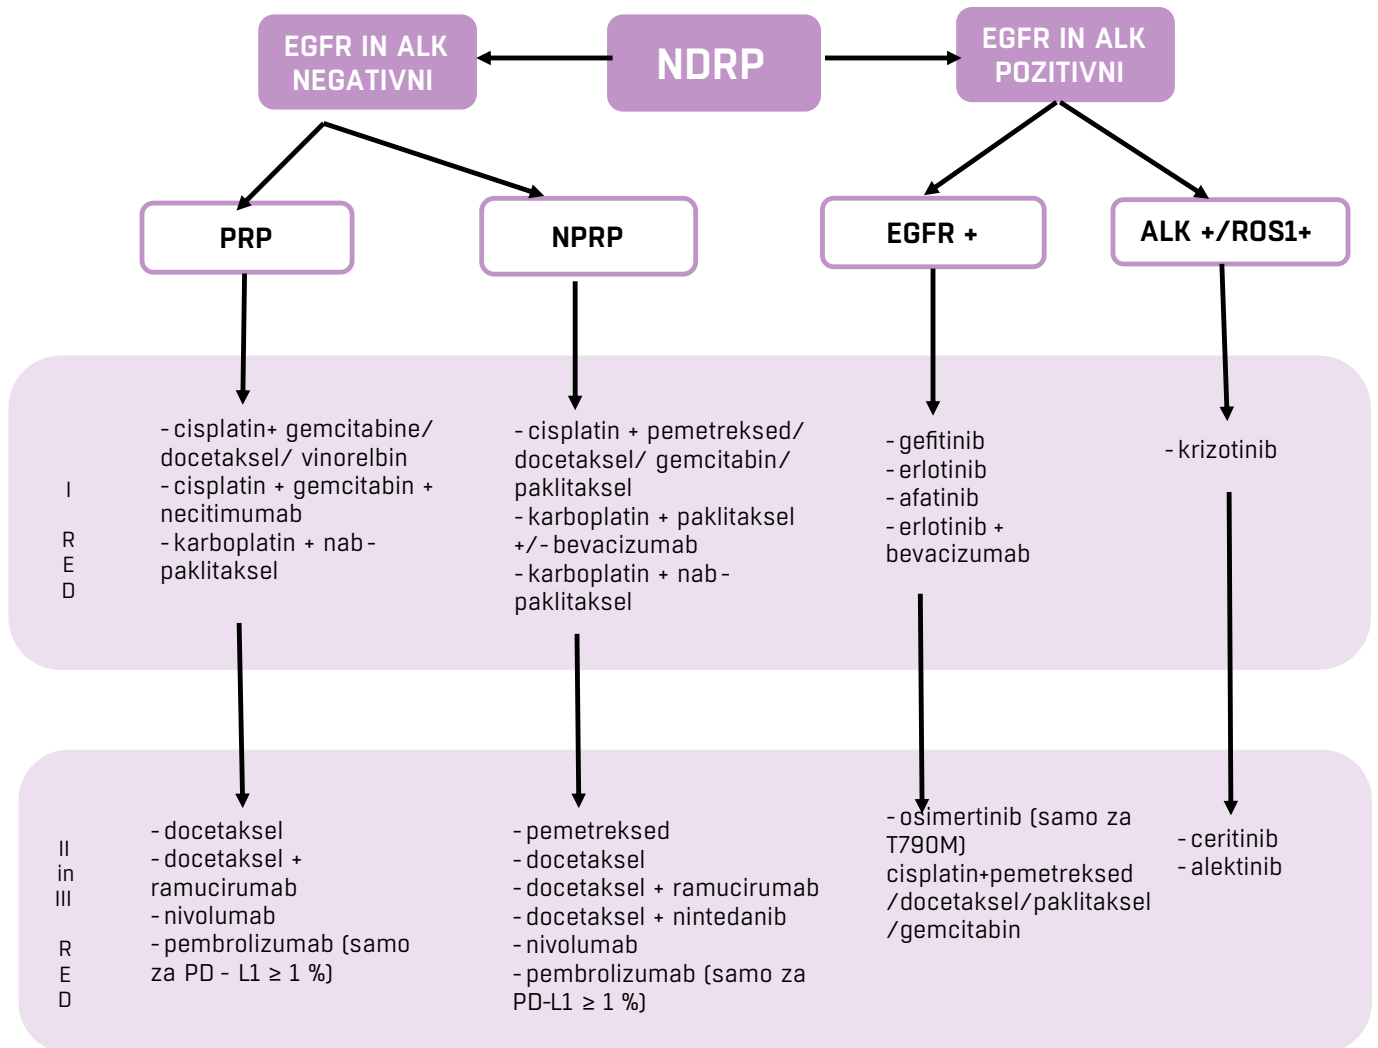 EGFR IN ALK
NEGATIVNI
NDRP
EGFR IN ALK
POZITIVNI
PRP
NPRP
EGFR +
ALK +/ROS1+
I
R
E
D
- cisplatin+ gemcitabine/
docetaksel/ vinorelbin
- cisplatin + gemcitabin +
necitimumab
- karboplatin + nab-
paklitaksel
- cisplatin + pemetreksed/
docetaksel/ gemcitabin/
paklitaksel
- karboplatin + paklitaksel
+/- bevacizumab
- karboplatin + nab-
paklitaksel
- gefitinib
- erlotinib
- afatinib
- erlotinib +
bevacizumab
- krizotinib
II
in
III
R
E
D
- docetaksel
- docetaksel +
ramucirumab
- nivolumab
- pembrolizumab (samo
za PD - L1 ≥ 1 %)
- pemetreksed
- docetaksel
- docetaksel + ramucirumab
- docetaksel + nintedanib
- nivolumab
- pembrolizumab (samo za
PD-L1 ≥ 1 %)
- osimertinib (samo za
T790M)
cisplatin+pemetreksed
/docetaksel/paklitaksel
/gemcitabin
- ceritinib
- alektinib